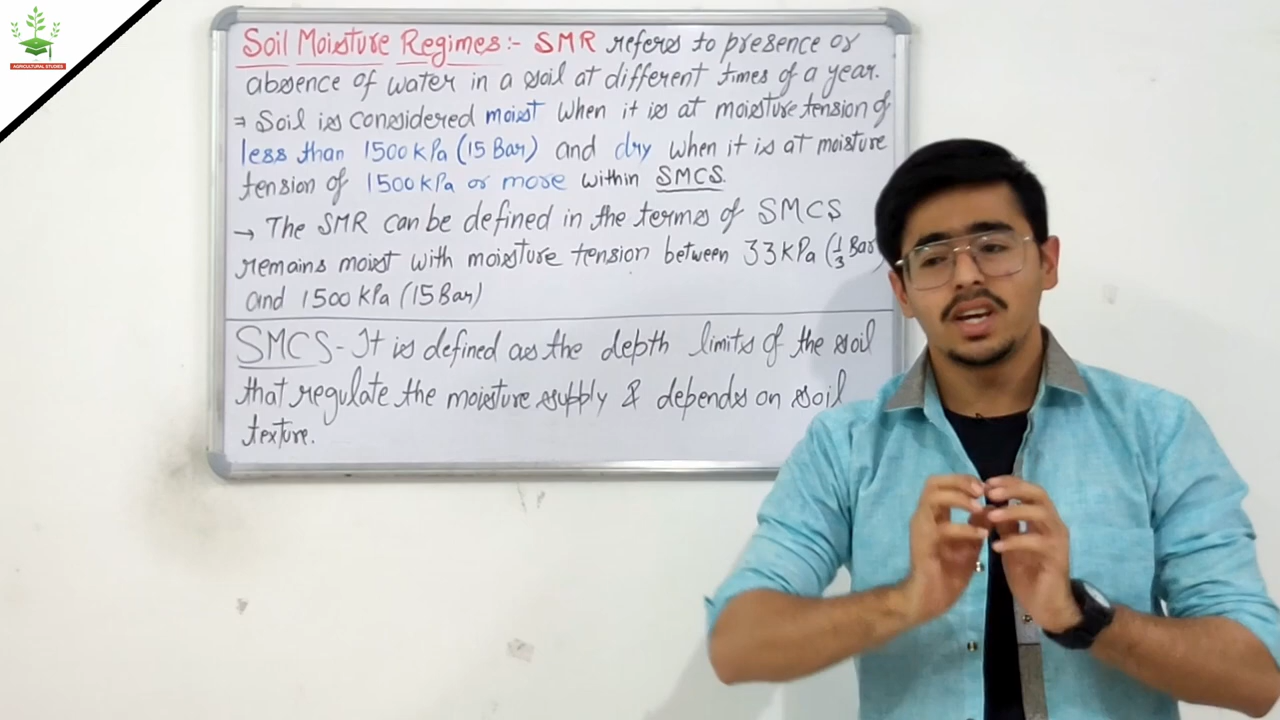 AGRICULTURAL STUDIES
Soil Moisture Regimes:- SMR referes to presence or
absence of water in a soil at different times of a year.
⇒ Soil is considered moist when it is at moisture tension of
less than 1500 kPa (15 Bar) and dry when it is at moisture
tension of 1500 kPa or more within SMCS.
→ The SMR can be defined in the terms of SMCS
remains moist with moisture tension between 33 kPa (1/3 Bar)
and 1500 kPa (15 Bar)
SMCS - It is defined as the depth limits of the soil
that regulate the moisture supply & depends on soil
texture.